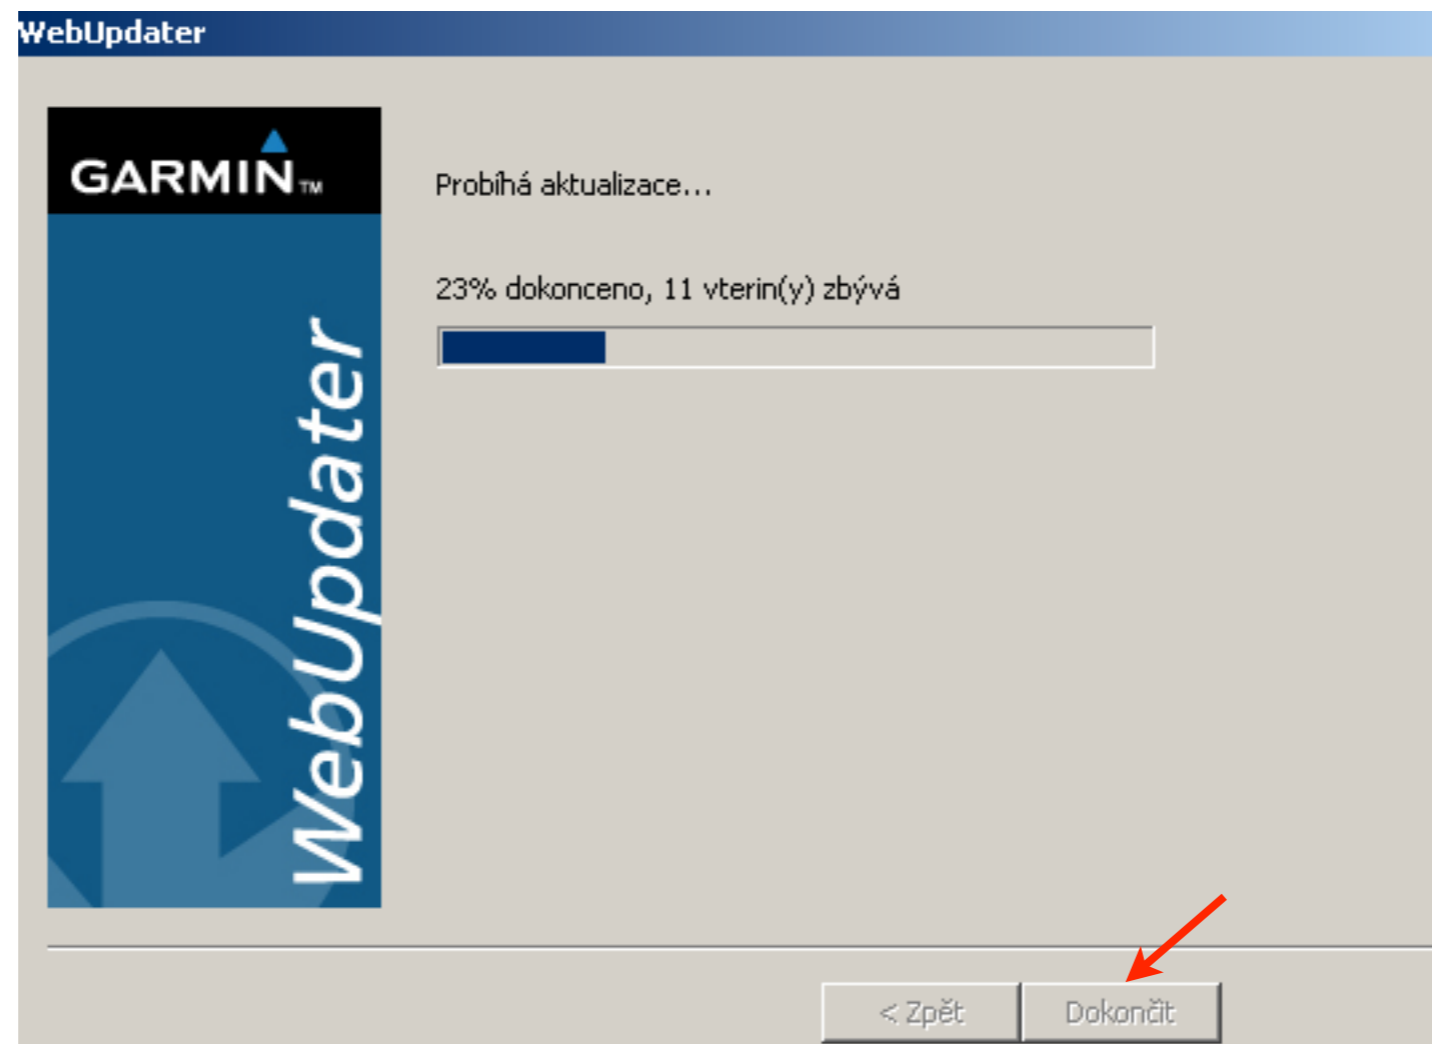 WebUpdater
GARMIN™
Probíhá aktualizace...
23% dokonceno, 11 vterin(y) zbývá
WebUpdater
< Zpět
Dokončit